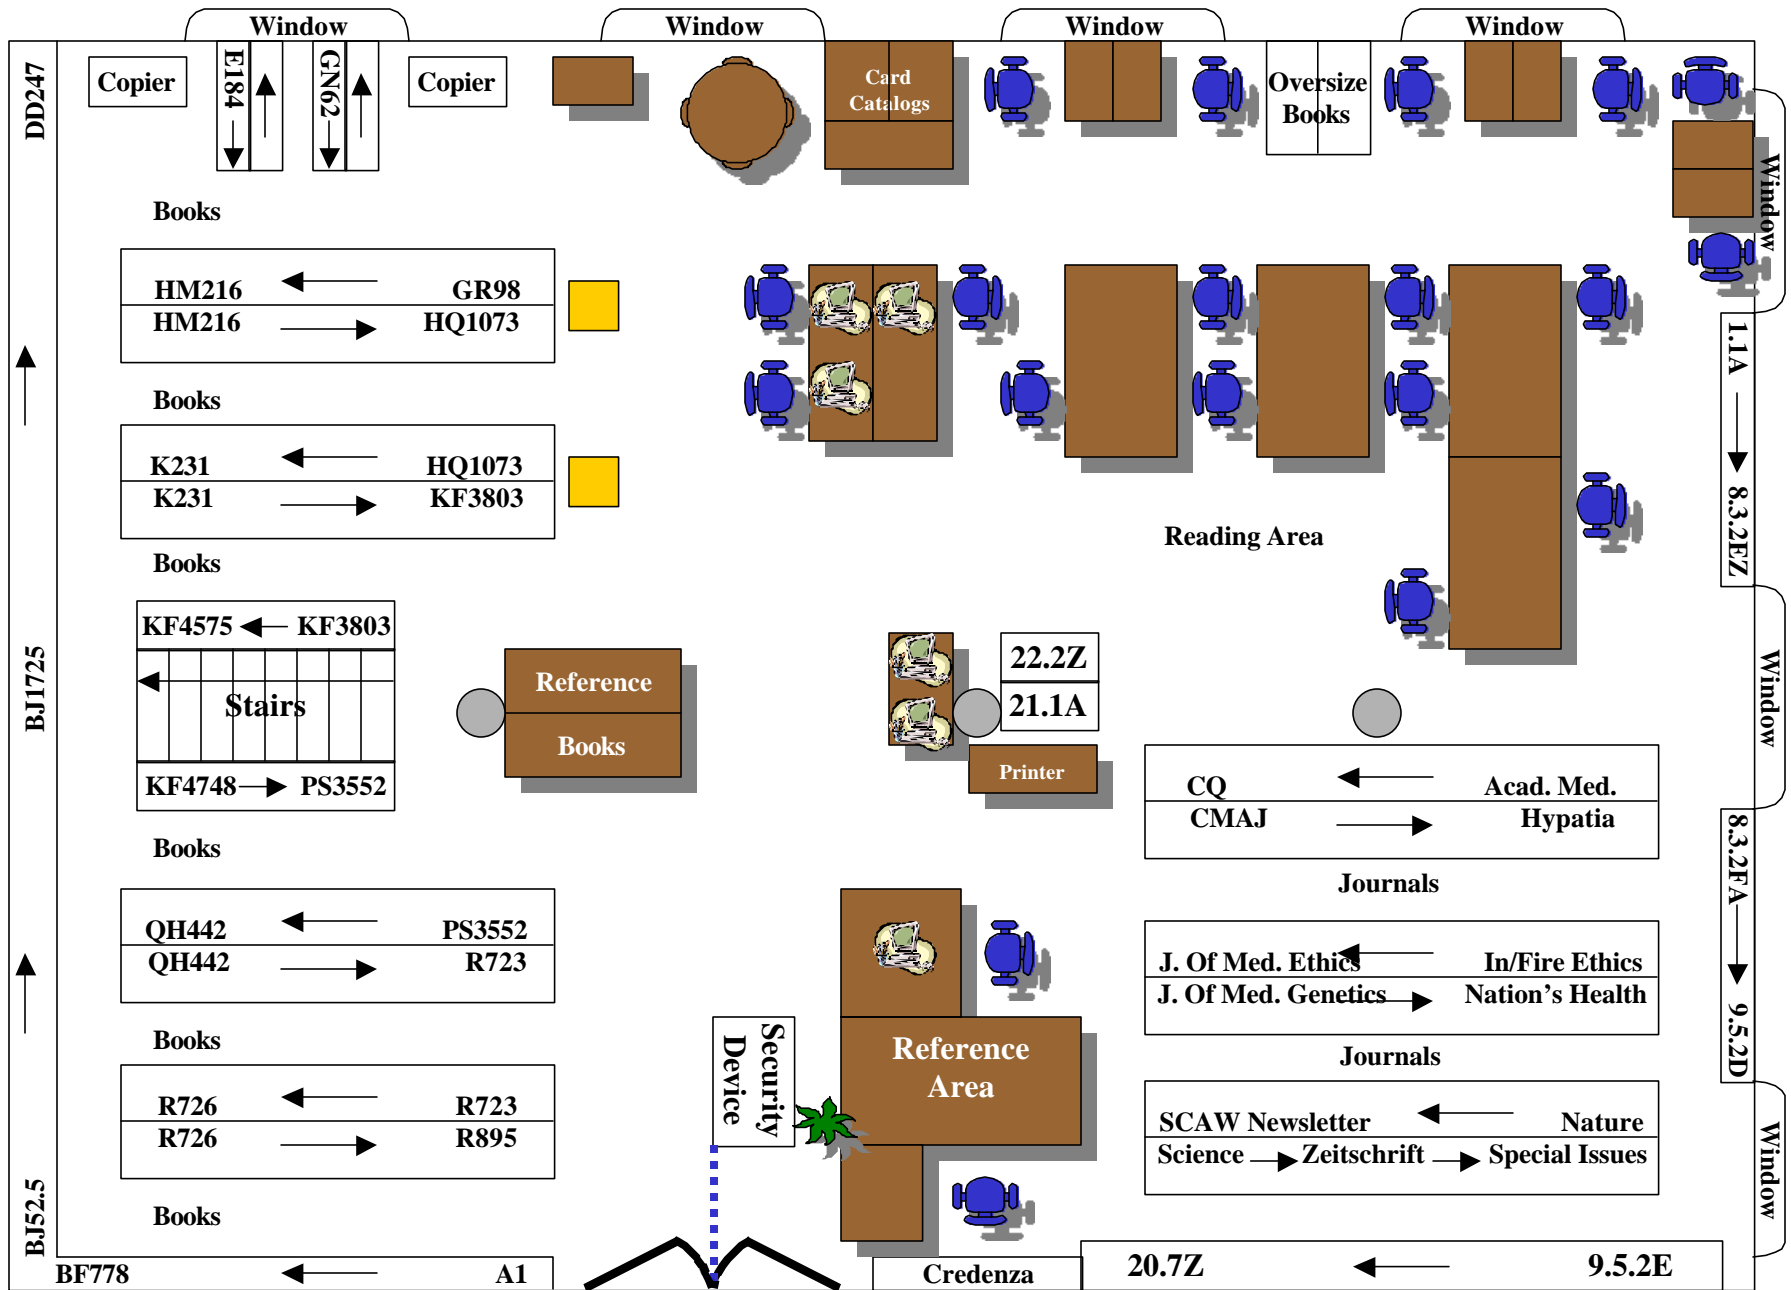 Window
Window
Window
Window
DD247
Copier
E184
GN62
Copier
Card
Catalogs
Oversize
Books
Window
Books
HM216
GR98
HM216
HQ1073
1.1A
Books
K231
HQ1073
K231
KF3803
8.3.2EZ
Reading Area
Books
KF4575
KF3803
BJ1725
Stairs
Reference
Books
22.2Z
21.1A
Window
KF4748
PS3552
Printer
CQ
Acad. Med.
CMAJ
Hypatia
8.3.2FA
Books
Journals
QH442
PS3552
QH442
R723
J. Of Med. Ethics
In/Fire Ethics
J. Of Med. Genetics
Nation's Health
9.5.2D
Books
Security
Device
Reference
Area
Journals
R726
R723
R726
R895
SCAW Newsletter
Nature
Science
Zeitschrift
Special Issues
Window
BJ52.5
Books
BF778
A1
Credenza
20.7Z
9.5.2E